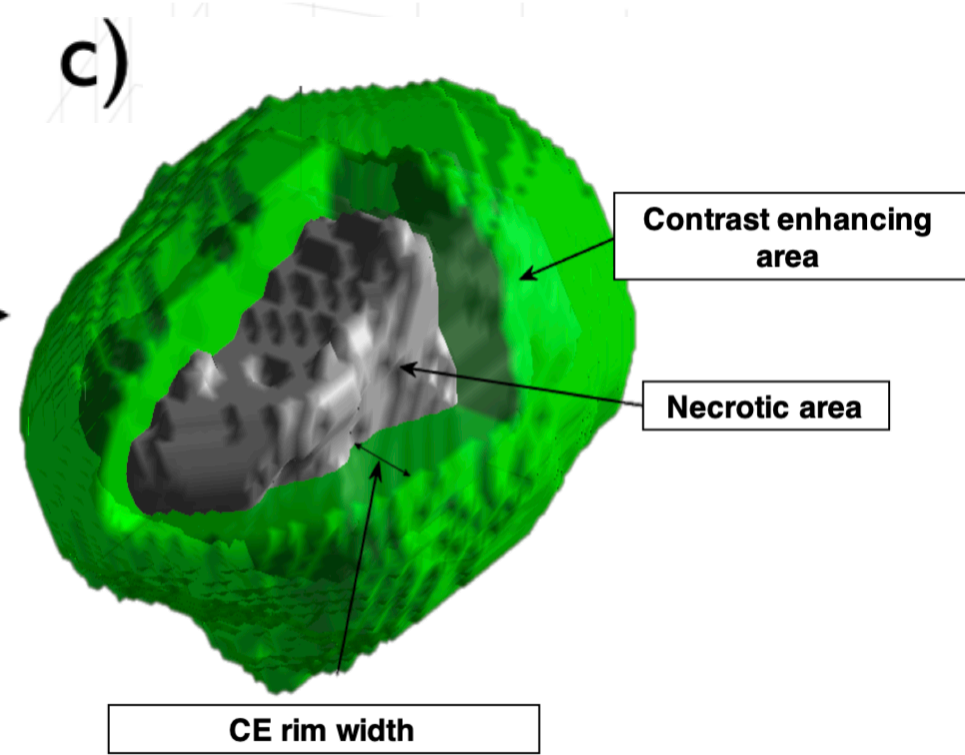 c)
Contrast enhancing
area
Necrotic area
CE rim width